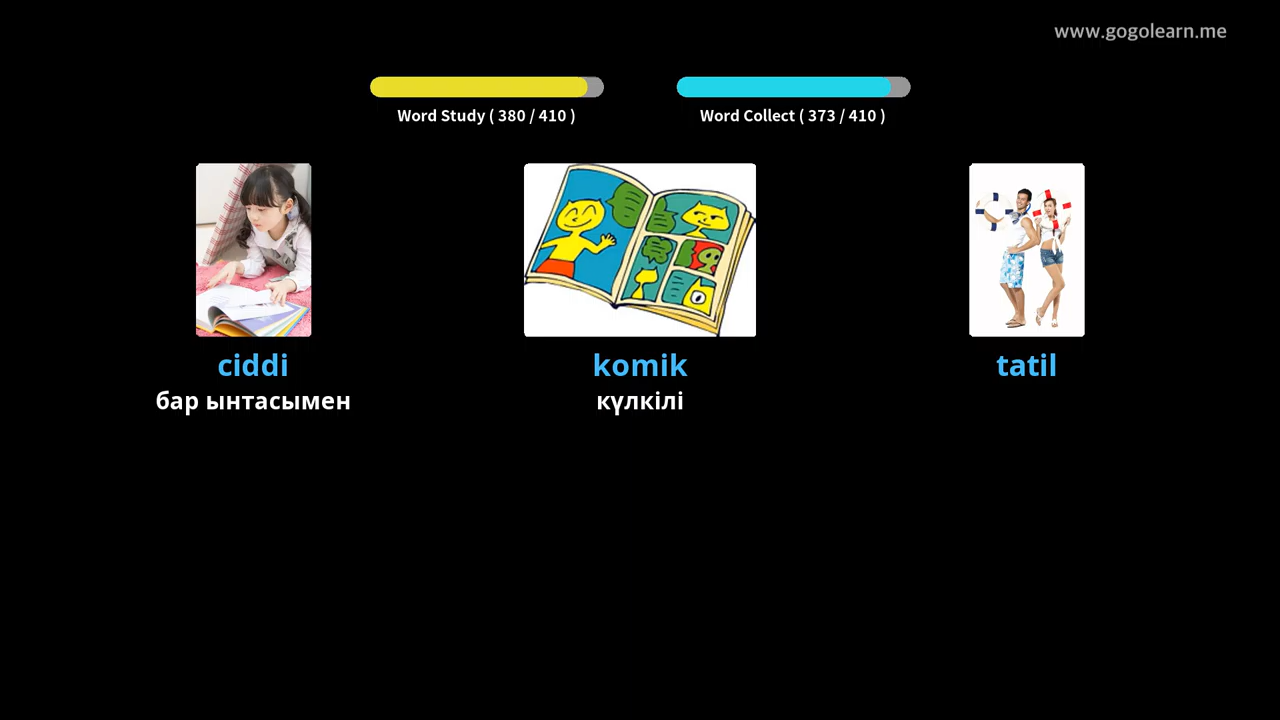 www.gogolearn.me
Word Study ( 380 / 410 )
Word Collect ( 373 / 410 )
ciddi
бар ынтасымен
komik
күлкілі
tatil